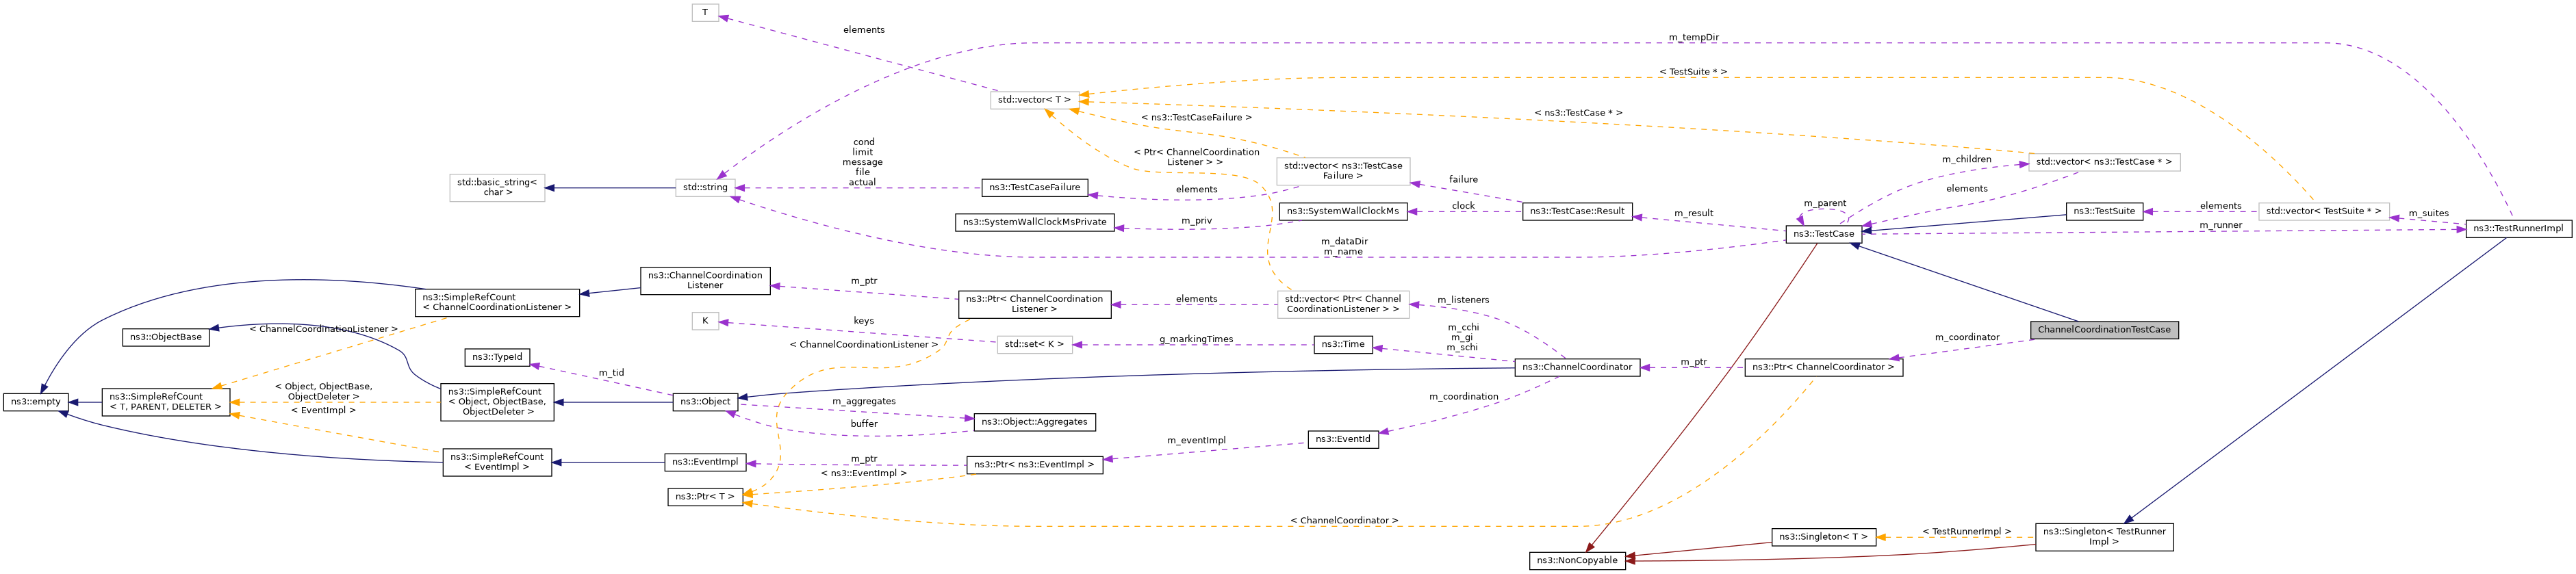 T
elements
m_tempDir
< TestSuite * >
std::vector< T >
< ns3::TestCase * >
< ns3::TestCaseFailure >
cond
limit
message
file
actual
< Ptr< ChannelCoordination
Listener > >
std::vector< ns3::TestCase
Failure >
m_children
std::vector< ns3::TestCase * >
std::basic_string<
char >
std::string
ns3::TestCaseFailure
elements
failure
elements
ns3::SystemWallClockMsPrivate
m_priv
ns3::SystemWallClockMs
clock
ns3::TestCase::Result
m_result
m_parent
ns3::TestCase
ns3::TestSuite
elements
std::vector< TestSuite * >
m_suites
m_runner
ns3::TestRunnerImpl
m_dataDir
m_name
ns3::ChannelCoordination
Listener
m_ptr
ns3::SimpleRefCount
< ChannelCoordinationListener >
ns3::Ptr< ChannelCoordination
Listener >
elements
std::vector< Ptr< Channel
CoordinationListener > >
m_listeners
K
keys
std::set< K >
g_markingTimes
ns3::Time
m_cchi
m_gi
m_schi
ChannelCoordinationTestCase
m_coordinator
ns3::ObjectBase
< ChannelCoordinationListener >
< ChannelCoordinationListener >
ns3::TypeId
m_tid
ns3::ChannelCoordinator
m_ptr
ns3::Ptr< ChannelCoordinator >
ns3::empty
ns3::SimpleRefCount
< T, PARENT, DELETER >
< Object, ObjectBase,
ObjectDeleter >
< EventImpl >
ns3::SimpleRefCount
< Object, ObjectBase,
ObjectDeleter >
ns3::Object
m_aggregates
buffer
ns3::Object::Aggregates
m_coordination
ns3::EventId
m_eventImpl
ns3::SimpleRefCount
< EventImpl >
ns3::EventImpl
m_ptr
< ns3::EventImpl >
ns3::Ptr< ns3::EventImpl >
ns3::Ptr< T >
< ChannelCoordinator >
ns3::Singleton< T >
< TestRunnerImpl >
ns3::Singleton< TestRunner
Impl >
ns3::NonCopyable